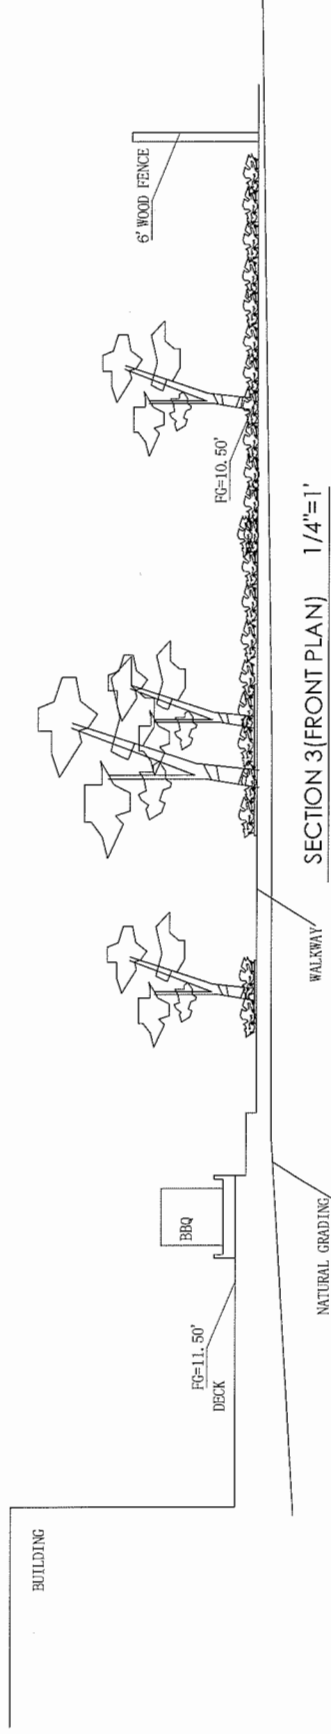 BUILDING
FG=11.50'
DECK
BBQ
NATURAL GRADING
WALKWAY
FG=10.50'
6' WOOD FENCE
SECTION 3(FRONT PLAN) 1/4"=1'